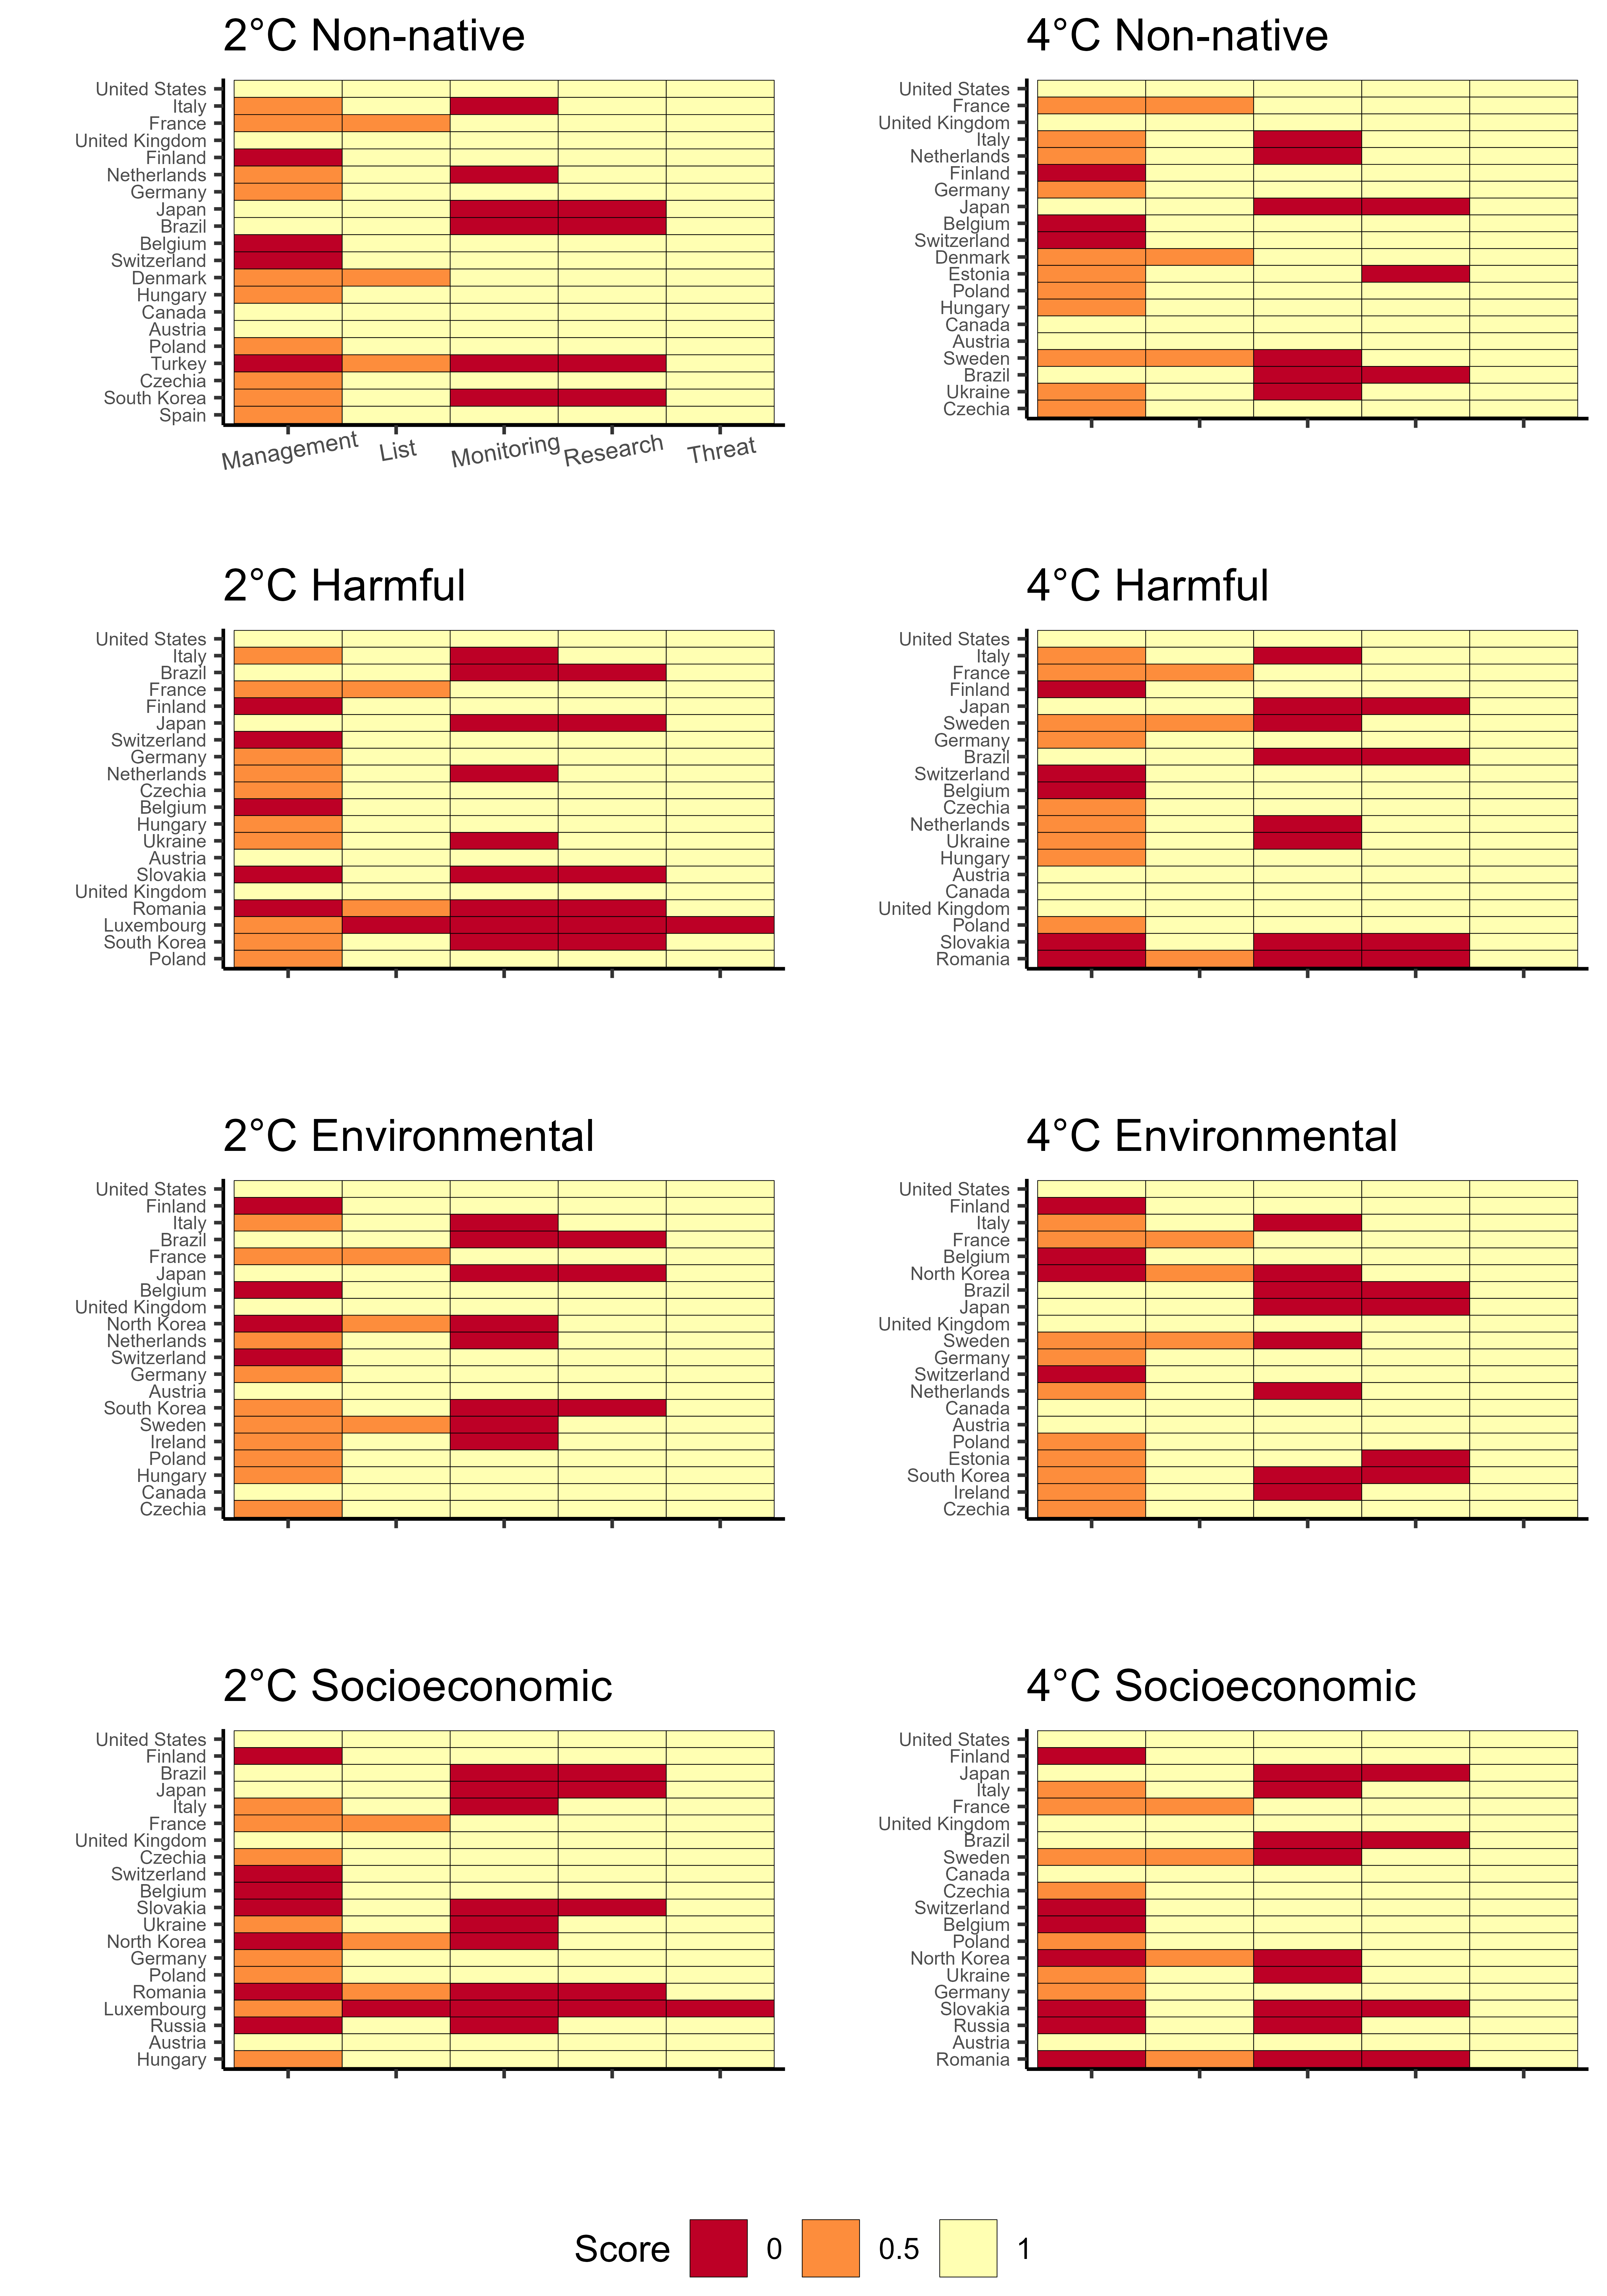 2°C Non-native
United States
Italy
France
United Kingdom
Finland
Netherlands
Germany
Japan
Brazil
Belgium
Switzerland
Denmark
Hungary
Canada
Austria
Poland
Turkey
Czechia
South Korea
Spain
Management List Monitoring Research Threat
4°C Non-native
United States
France
United Kingdom
Italy
Netherlands
Finland
Germany
Japan
Belgium
Switzerland
Denmark
Estonia
Poland
Hungary
Canada
Austria
Sweden
Brazil
Ukraine
Czechia
2°C Harmful
United States
Italy
Brazil
France
Finland
Japan
Switzerland
Germany
Netherlands
Czechia
Belgium
Hungary
Ukraine
Austria
Slovakia
United Kingdom
Romania
Luxembourg
South Korea
Poland
4°C Harmful
United States
Italy
France
Finland
Japan
Sweden
Germany
Brazil
Switzerland
Belgium
Czechia
Netherlands
Ukraine
Hungary
Austria
Canada
United Kingdom
Poland
Slovakia
Romania
2°C Environmental
United States
Finland
Italy
Brazil
France
Japan
Belgium
United Kingdom
North Korea
Netherlands
Switzerland
Germany
Austria
South Korea
Sweden
Ireland
Poland
Hungary
Canada
Czechia
4°C Environmental
United States
Finland
Italy
France
Belgium
North Korea
Brazil
Japan
United Kingdom
Sweden
Germany
Switzerland
Netherlands
Canada
Austria
Poland
Estonia
South Korea
Ireland
Czechia
2°C Socioeconomic
United States
Finland
Brazil
Japan
Italy
France
United Kingdom
Czechia
Switzerland
Belgium
Slovakia
Ukraine
North Korea
Germany
Poland
Romania
Luxembourg
Russia
Austria
Hungary
4°C Socioeconomic
United States
Finland
Japan
Italy
France
United Kingdom
Brazil
Sweden
Canada
Czechia
Switzerland
Belgium
Poland
North Korea
Ukraine
Germany
Slovakia
Russia
Austria
Romania
Score 0 0.5 1